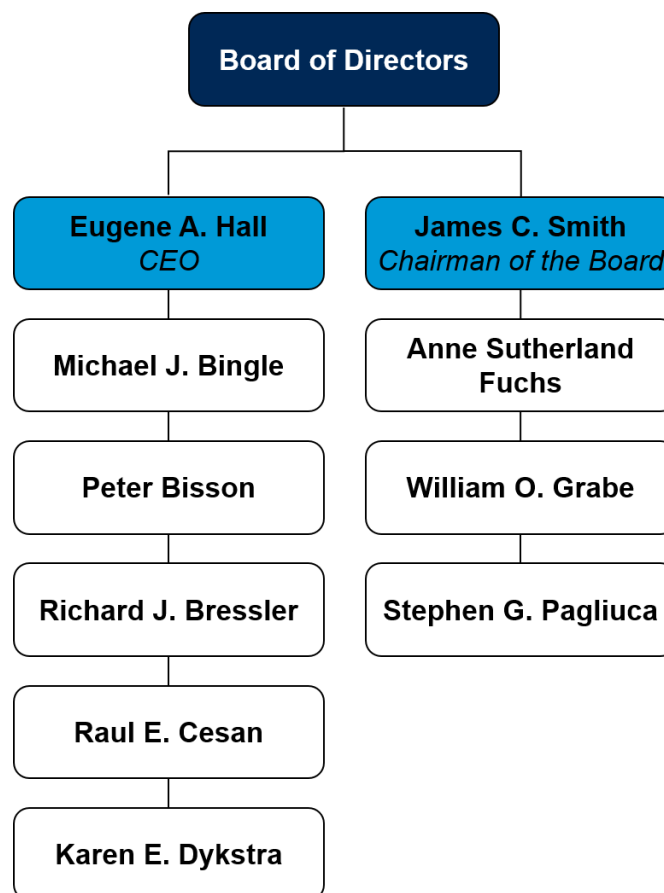 Board of Directors
Eugene A. Hall
CEO
James C. Smith
Chairman of the Board
Michael J. Bingle
Anne Sutherland
Fuchs
Peter Bisson
William O. Grabe
Richard J. Bressler
Stephen G. Pagliuca
Raul E. Cesan
Karen E. Dykstra